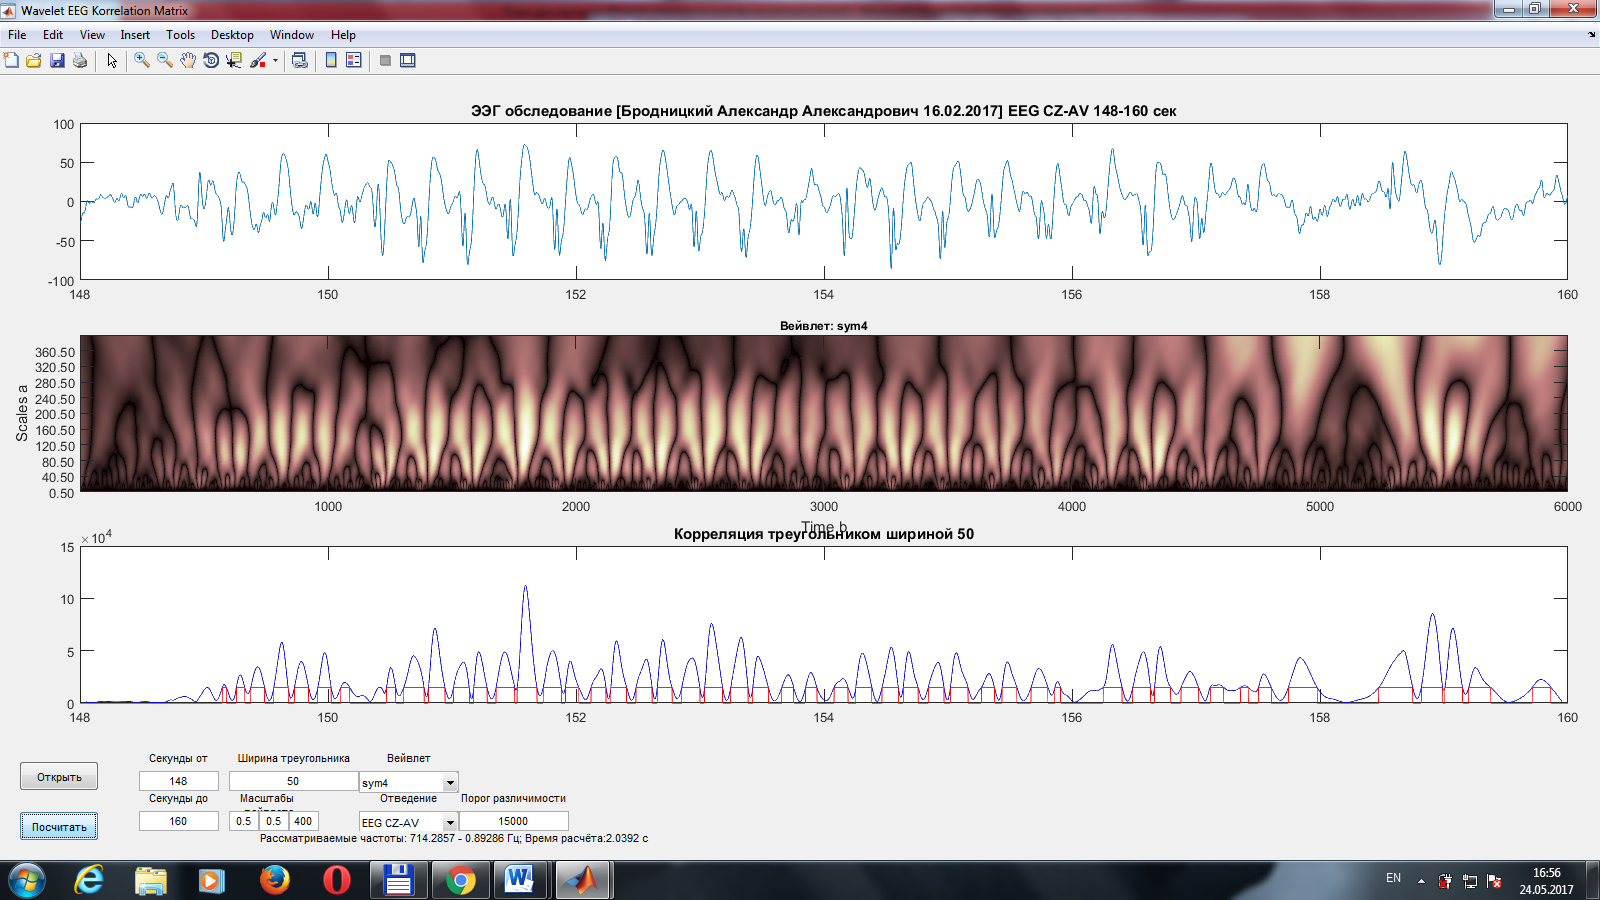 Wavelet EEG Korrelation Matrix
File Edit View Insert Tools Desktop Window Help
ЭЭГ обследование [Бродницкий Александр Александрович 16.02.2017] EEG CZ-AV 148-160 сек
100
50
0
-50
-100
148 150 152 154 156 158 160
Вейвлет: sym4
Scales a
360.50
320.50
280.50
240.50
200.50
160.50
120.50
80.50
40.50
0.50
1000 2000 3000 4000 5000 6000
Time b
Корреляция треугольником шириной 50
×10^4
15
10
5
0
148 150 152 154 156 158 160
Секунды от Ширина треугольника Вейвлет
Открыть 148 50 sym4
Секунды до Масштабы Отведение Порог различимости
Посчитать 160 0.5 0.5 400 EEG CZ-AV 15000
Рассматриваемые частоты: 714.2857 - 0.89286 Гц; Время расчёта:2.0392 с
EN 16:56
24.05.2017